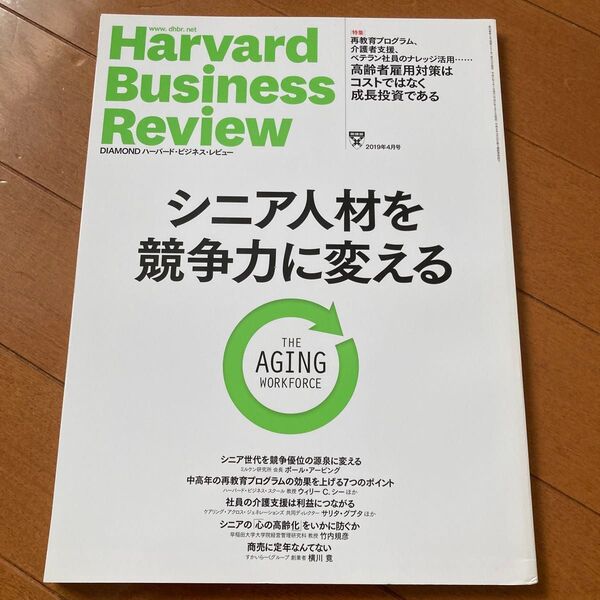 www.dhbr.net
Harvard
Business
Review
DIAMOND ハーバード・ビジネス・レビュー
[特集]
再教育プログラム、
介護者支援、
ベテラン社員のナレッジ活用……
高齢者雇用対策は
コストではなく
成長投資である
2019年4月号
シニア人材を
競争力に変える
THE
AGING
WORKFORCE
シニア世代を競争優位の源泉に変える
ミルケン研究所 会長 ポール・アービング
中高年の再教育プログラムの効果を上げる7つのポイント
ハーバード・ビジネス・スクール 教授 ウィリー C. シー ほか
社員の介護支援は利益につながる
ケアリング・アクロス・ジェネレーションズ 共同ディレクター サリタ・グプタ ほか
シニアの「心の高齢化」をいかに防ぐか
早稲田大学大学院経営管理研究科 教授 竹内規彦
商売に定年なんてない
すかいらーくグループ 創業者 横川 竟